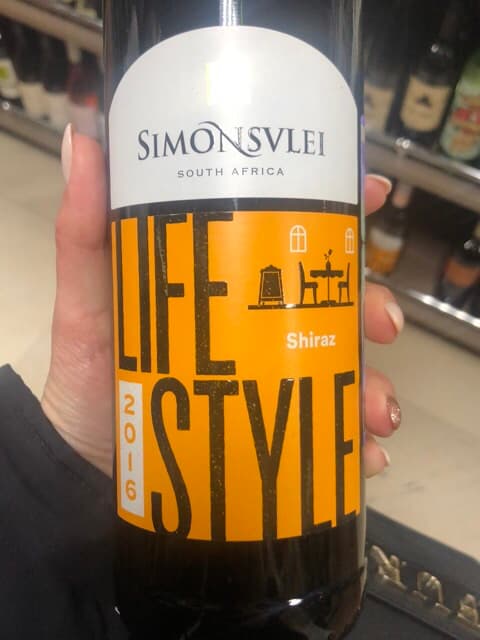 SIMONSVLEI
SOUTH AFRICA
LIFE
Shiraz
2016
STYLE